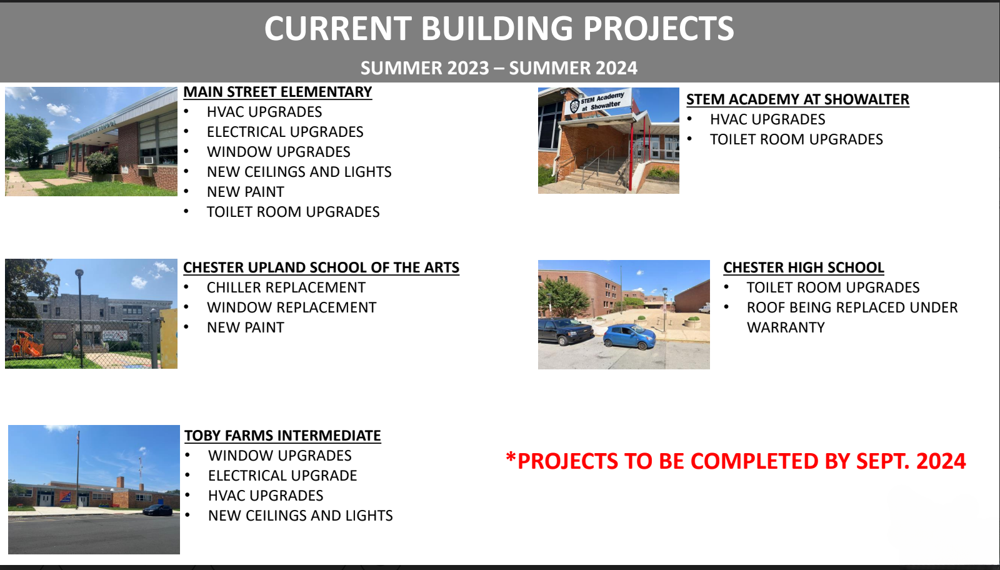 CURRENT BUILDING PROJECTS
SUMMER 2023 – SUMMER 2024
MAIN STREET ELEMENTARY
• HVAC UPGRADES
• ELECTRICAL UPGRADES
• WINDOW UPGRADES
• NEW CEILINGS AND LIGHTS
• NEW PAINT
• TOILET ROOM UPGRADES
STEM Academy
at Showalter
STEM ACADEMY AT SHOWALTER
• HVAC UPGRADES
• TOILET ROOM UPGRADES
CHESTER UPLAND SCHOOL OF THE ARTS
• CHILLER REPLACEMENT
• WINDOW REPLACEMENT
• NEW PAINT
CHESTER HIGH SCHOOL
• TOILET ROOM UPGRADES
• ROOF BEING REPLACED UNDER
WARRANTY
TOBY FARMS INTERMEDIATE
• WINDOW UPGRADES
• ELECTRICAL UPGRADE
• HVAC UPGRADES
• NEW CEILINGS AND LIGHTS
*PROJECTS TO BE COMPLETED BY SEPT. 2024